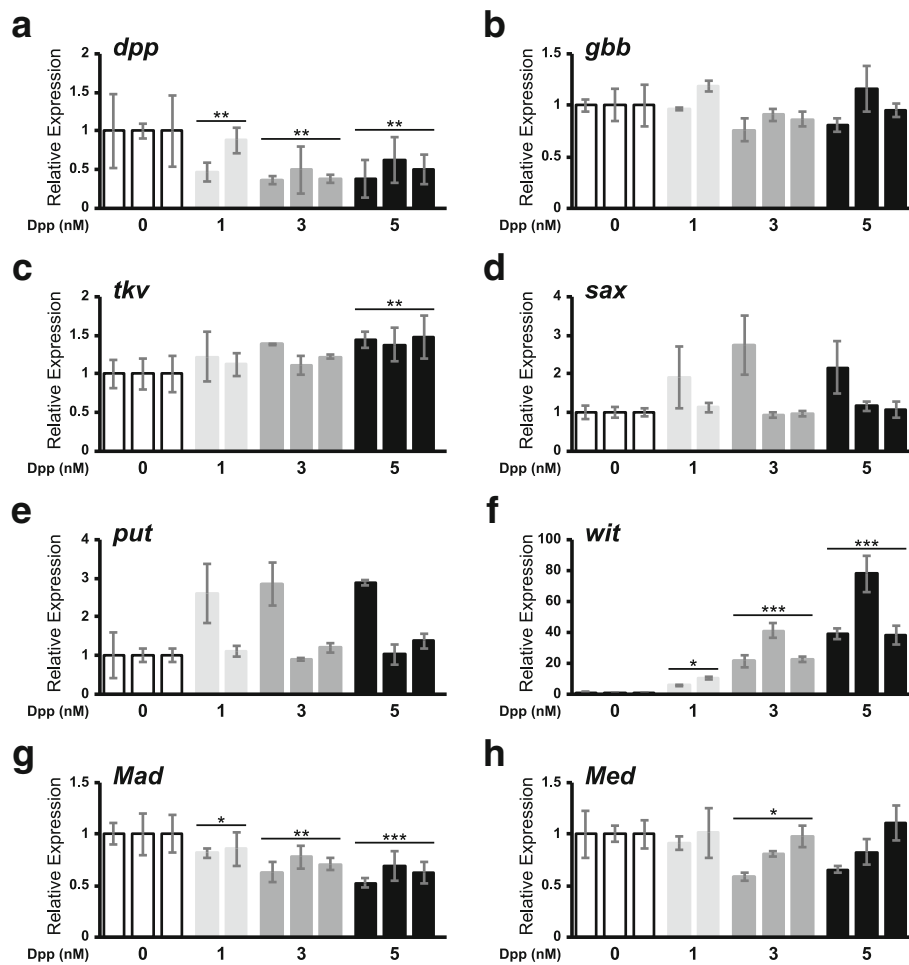 a
dpp
Relative Expression
2
1.5
1
0.5
0
** ** **
Dpp (nM) 0 1 3 5
b
gbb
Relative Expression
1.5
1
0.5
0
Dpp (nM) 0 1 3 5
c
tkv
Relative Expression
2
1.5
1
0.5
0
**
Dpp (nM) 0 1 3 5
d
sax
Relative Expression
4
3
2
1
0
Dpp (nM) 0 1 3 5
e
put
Relative Expression
4
3
2
1
0
Dpp (nM) 0 1 3 5
f
wit
Relative Expression
100
80
60
40
20
0
* *** ***
Dpp (nM) 0 1 3 5
g
Mad
Relative Expression
1.5
1
0.5
0
* ** ***
Dpp (nM) 0 1 3 5
h
Med
Relative Expression
1.5
1
0.5
0
*
Dpp (nM) 0 1 3 5